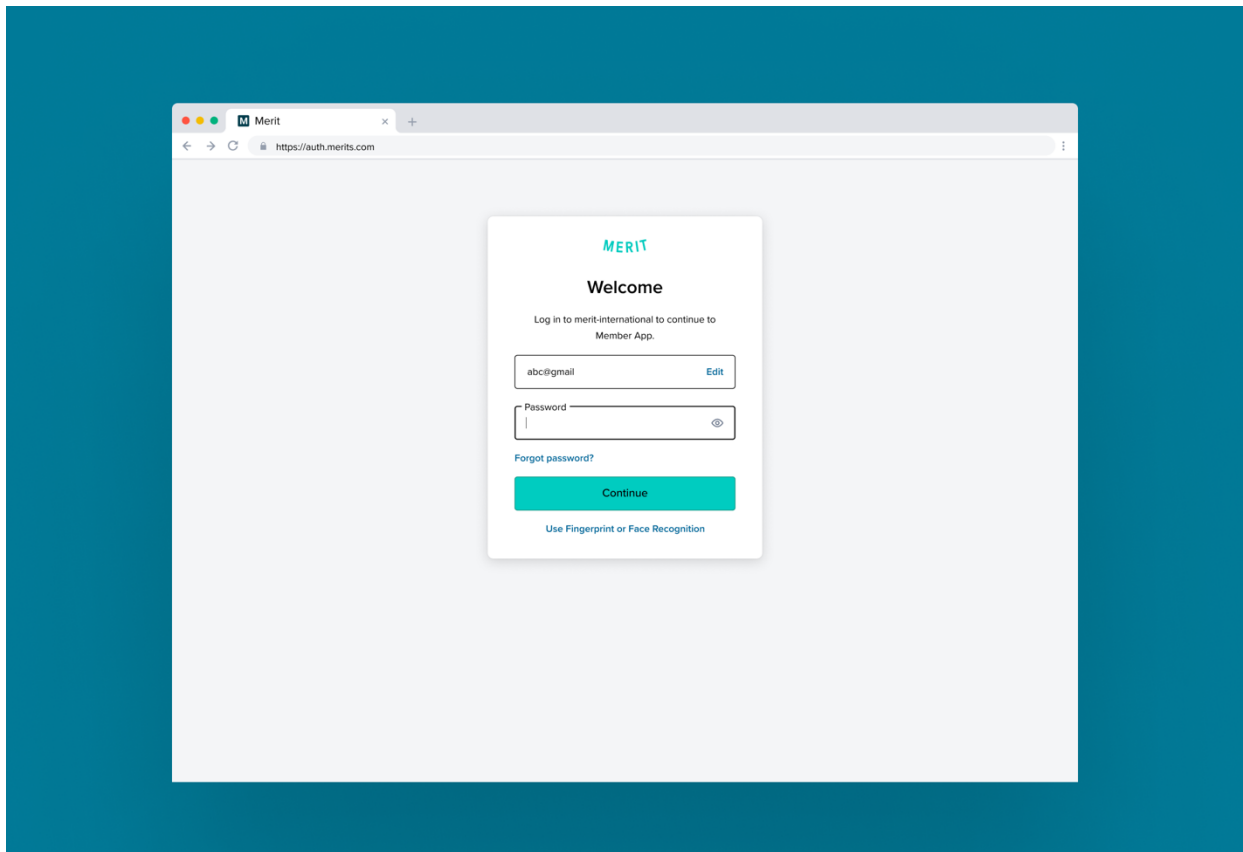 M Merit
https://auth.merits.com
MERIT
Welcome
Log in to merit-international to continue to
Member App.
abc@gmail Edit
Password
Forgot password?
Continue
Use Fingerprint or Face Recognition